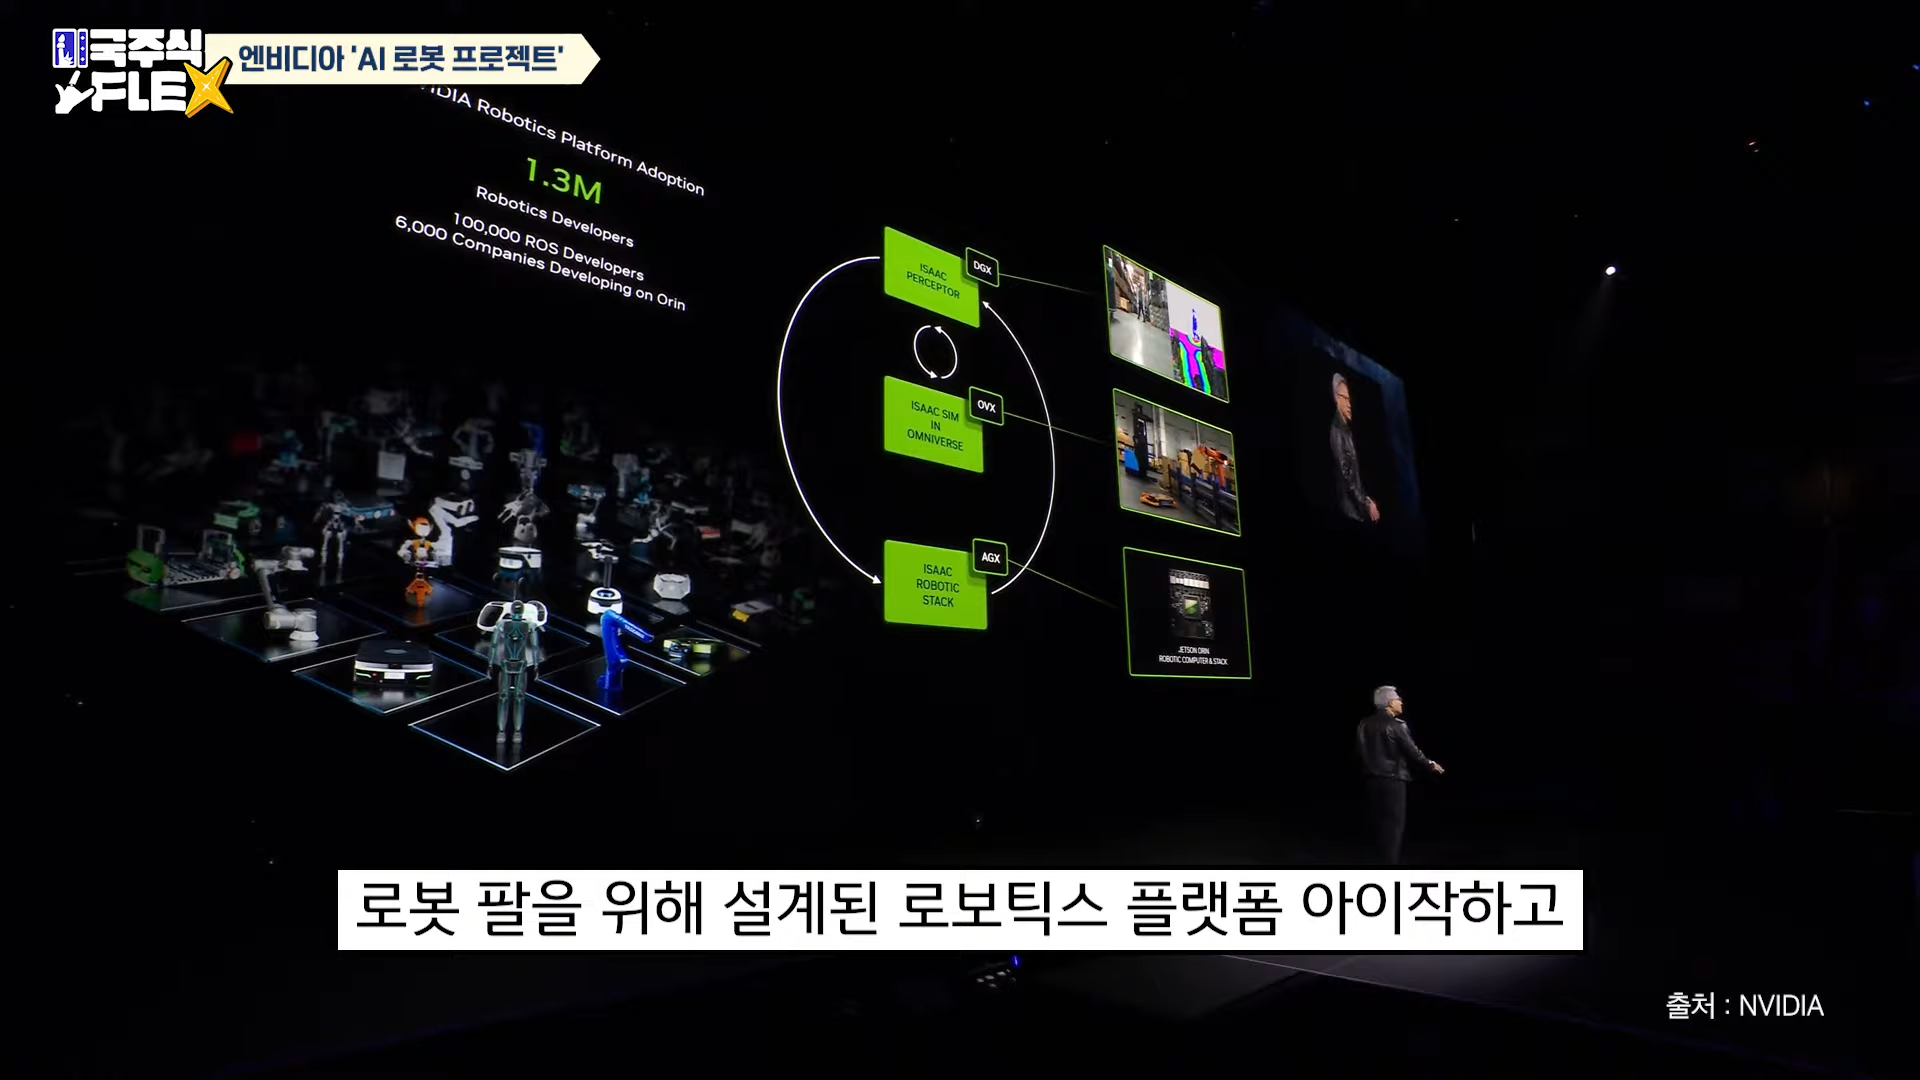 미국주식
FLEX
엔비디아 'AI 로봇 프로젝트'
Robotics Platform Adoption
1.3M
Robotics Developers
100,000 ROS Developers
6,000 Companies Developing on Orin
ISAAC
PERCEPTOR
DGX
ISAAC SIM
IN
OMNIVERSE
OVX
ISAAC
ROBOTIC
STACK
AGX
JETSON ORIN
ROBOTIC COMPUTER & STACK
로봇 팔을 위해 설계된 로보틱스 플랫폼 아이작하고
출처 : NVIDIA